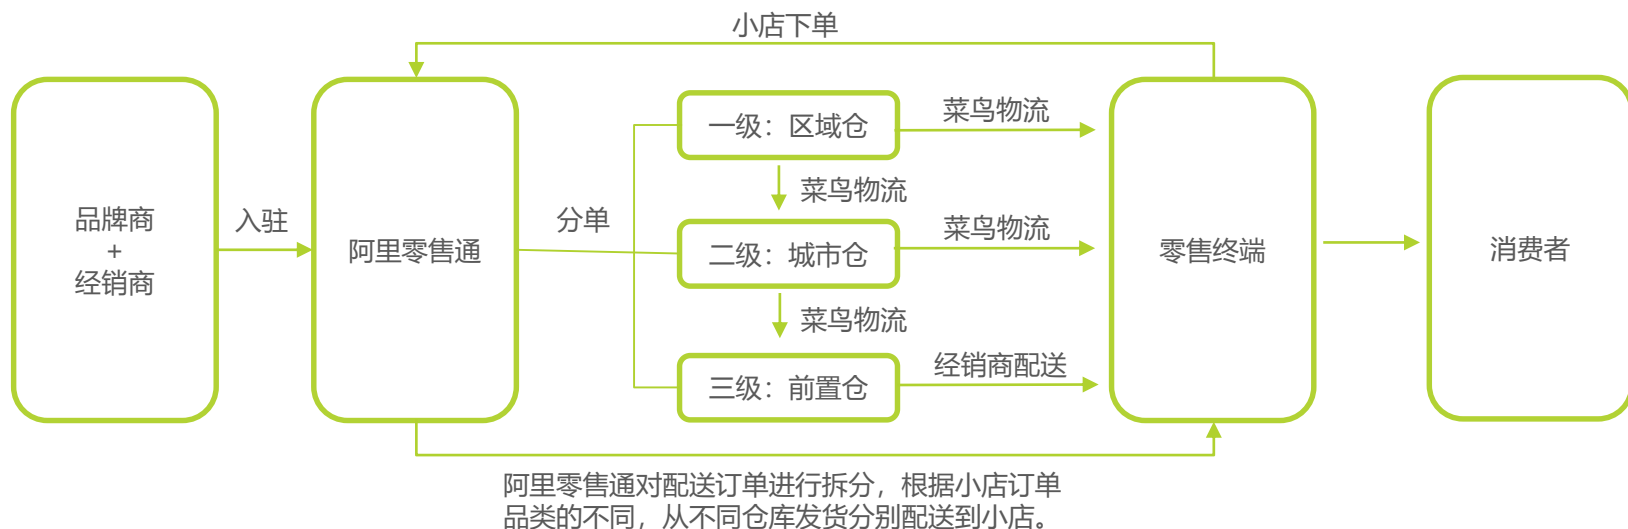 小店下单
品牌商
+
经销商
入驻
阿里零售通
分单
一级：区域仓
菜鸟物流
菜鸟物流
二级：城市仓
菜鸟物流
菜鸟物流
三级：前置仓
经销商配送
零售终端
消费者
阿里零售通对配送订单进行拆分，根据小店订单
品类的不同，从不同仓库发货分别配送到小店。